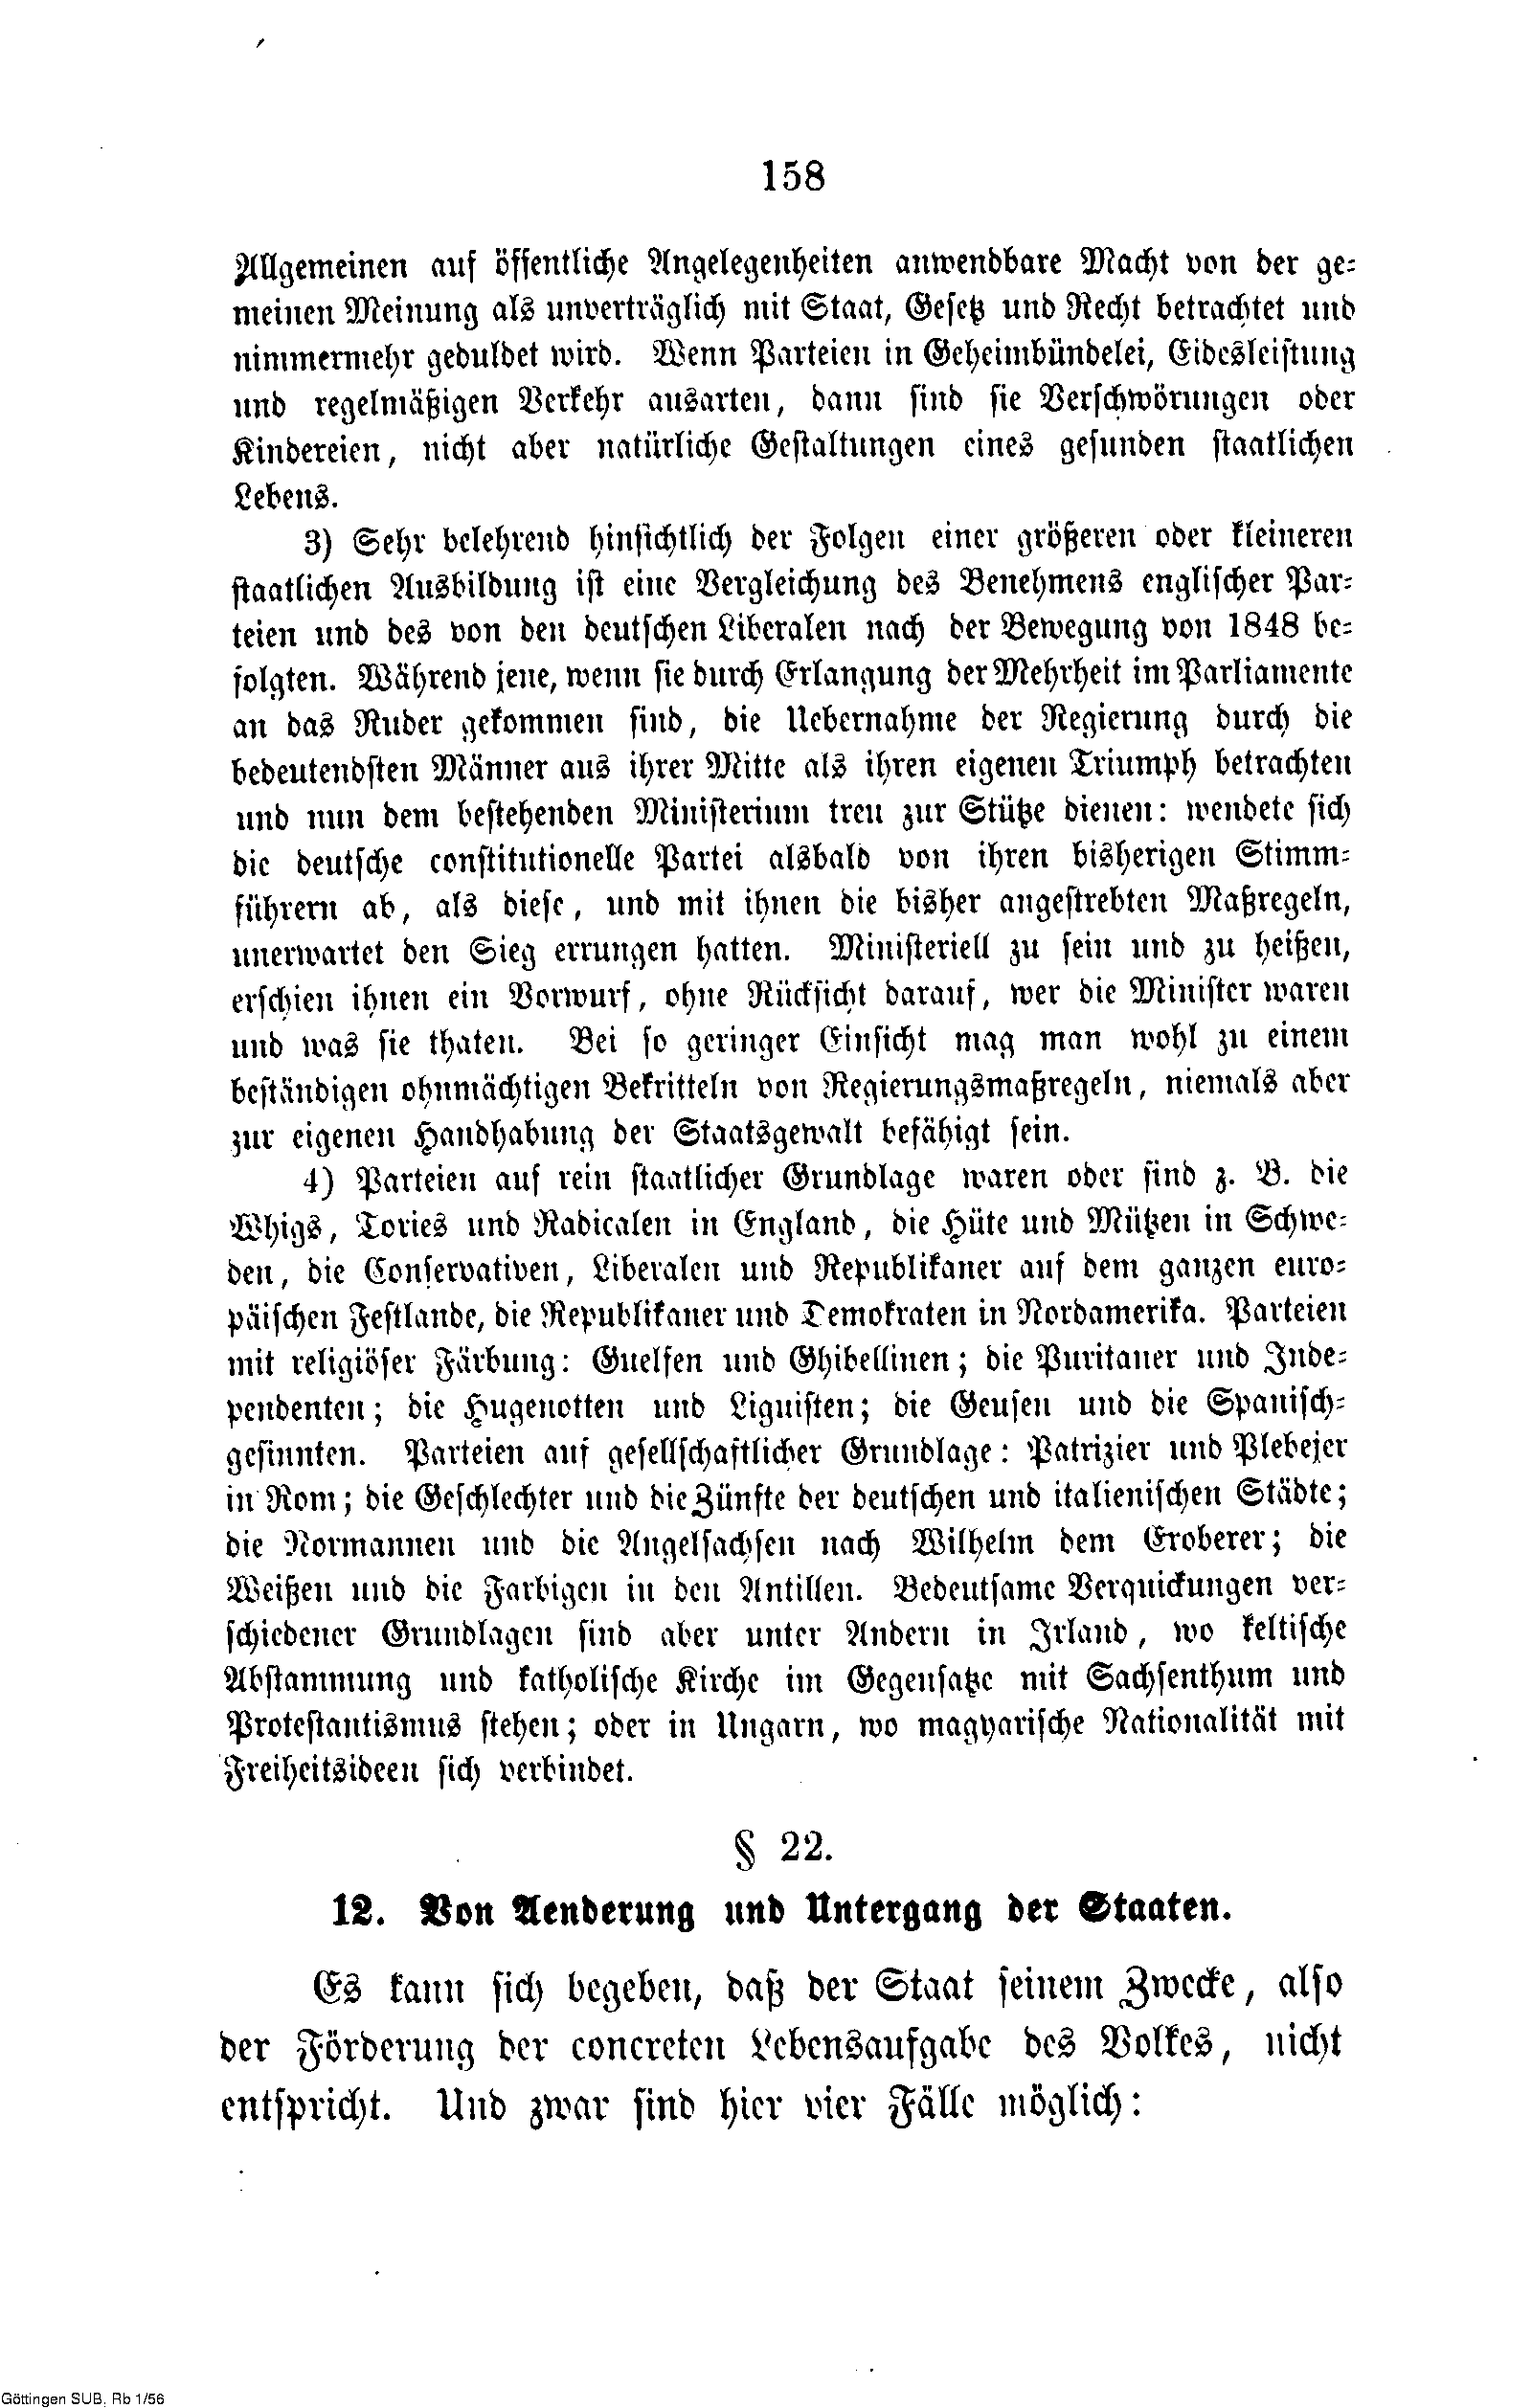 158
Allgemeinen auf öffentliche Angelegenheiten anwendbare Macht von der ge-
meinen Meinung als unverträglich mit Staat, Gesetz und Recht betrachtet und
nimmermehr geduldet wird. Wenn Parteien in Geheimbündelei, Eidesleistung
und regelmäßigen Verkehr ausarten, dann sind sie Verschwörungen oder
Kindereien, nicht aber natürliche Gestaltungen eines gesunden staatlichen
Lebens.
3) Sehr belehrend hinsichtlich der Folgen einer größeren oder kleineren
staatlichen Ausbildung ist eine Vergleichung des Benehmens englischer Par-
teien und des von den deutschen Liberalen nach der Bewegung von 1848 be-
folgten. Während jene, wenn sie durch Erlangung der Mehrheit im Parliamente
an das Ruder gekommen sind, die Uebernahme der Regierung durch die
bedeutendsten Männer aus ihrer Mitte als ihren eigenen Triumph betrachten
und nun dem bestehenden Ministerium treu zur Stütze dienen: wendete sich
die deutsche constitutionelle Partei alsbald von ihren bisherigen Stimm-
führern ab, als diese, und mit ihnen die bisher angestrebten Maßregeln,
unerwartet den Sieg errungen hatten. Ministeriell zu sein und zu heißen,
erschien ihnen ein Vorwurf, ohne Rücksicht darauf, wer die Minister waren
und was sie thaten. Bei so geringer Einsicht mag man wohl zu einem
beständigen ohnmächtigen Bekritteln von Regierungsmaßregeln, niemals aber
zur eigenen Handhabung der Staatsgewalt befähigt sein.
4) Parteien auf rein staatlicher Grundlage waren oder sind z. B. die
Whigs, Tories und Radicalen in England, die Hüte und Mützen in Schwe-
den, die Conservativen, Liberalen und Republikaner auf dem ganzen euro-
päischen Festlande, die Republikaner und Demokraten in Nordamerika. Parteien
mit religiöser Färbung: Guelfen und Ghibellinen; die Puritaner und Inde-
pendenten; die Hugenotten und Liguisten; die Geusen und die Spanisch-
gesinnten. Parteien auf gesellschaftlicher Grundlage: Patrizier und Plebejer
in Rom; die Geschlechter und die Zünfte der deutschen und italienischen Städte;
die Normannen und die Angelsachsen nach Wilhelm dem Eroberer; die
Weißen und die Farbigen in den Antillen. Bedeutsame Verquickungen ver-
schiedener Grundlagen sind aber unter Andern in Irland, wo keltische
Abstammung und katholische Kirche im Gegensatze mit Sachsenthum und
Protestantismus stehen; oder in Ungarn, wo magyarische Nationalität mit
Freiheitsideen sich verbindet.
§ 22.
12. Von Aenderung und Untergang der Staaten.
Es kann sich begeben, daß der Staat seinem Zwecke, also
der Förderung der concreten Lebensaufgabe des Volkes, nicht
entspricht. Und zwar sind hier vier Fälle möglich:
Göttingen SUB, Rb 1/56